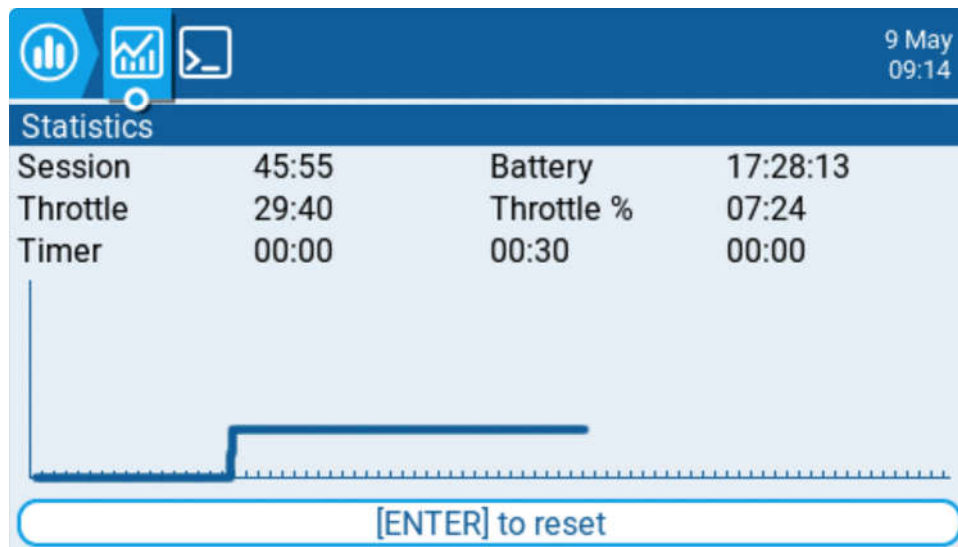 9 May
09:14
Statistics
Session 45:55 Battery 17:28:13
Throttle 29:40 Throttle % 07:24
Timer 00:00 00:30 00:00
[ENTER] to reset